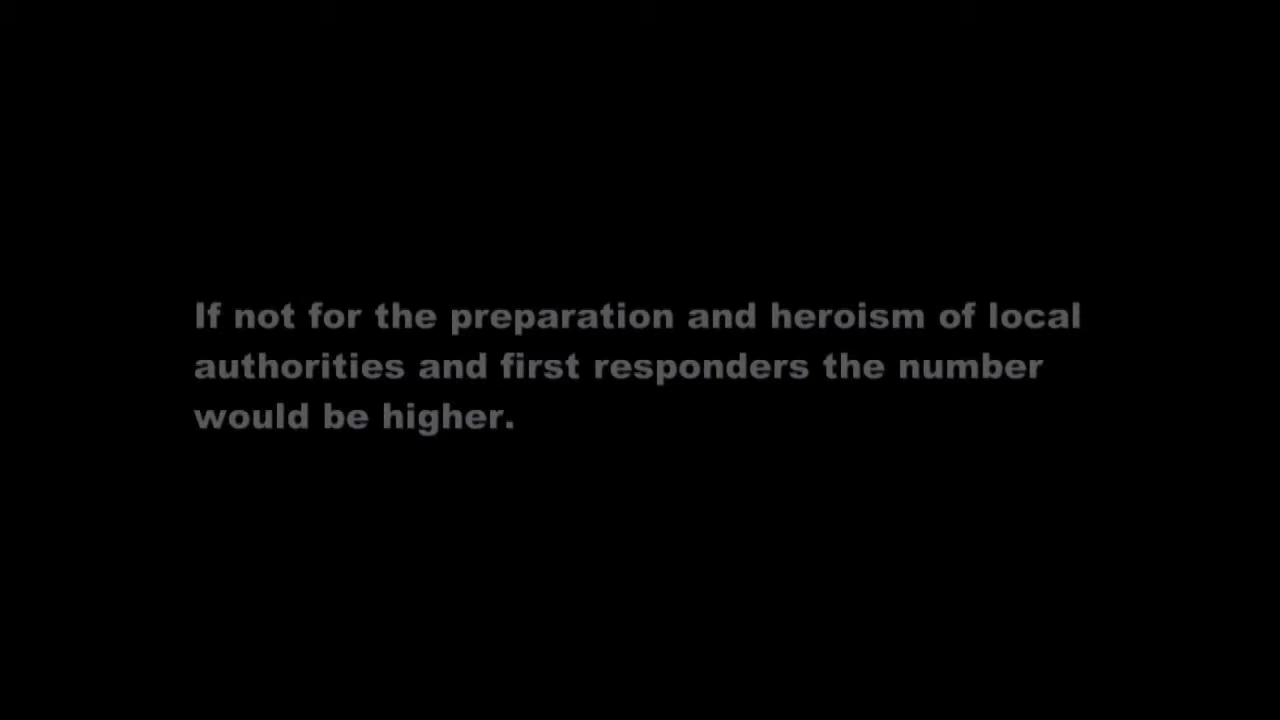 If not for the preparation and heroism of local
authorities and first responders the number
would be higher.